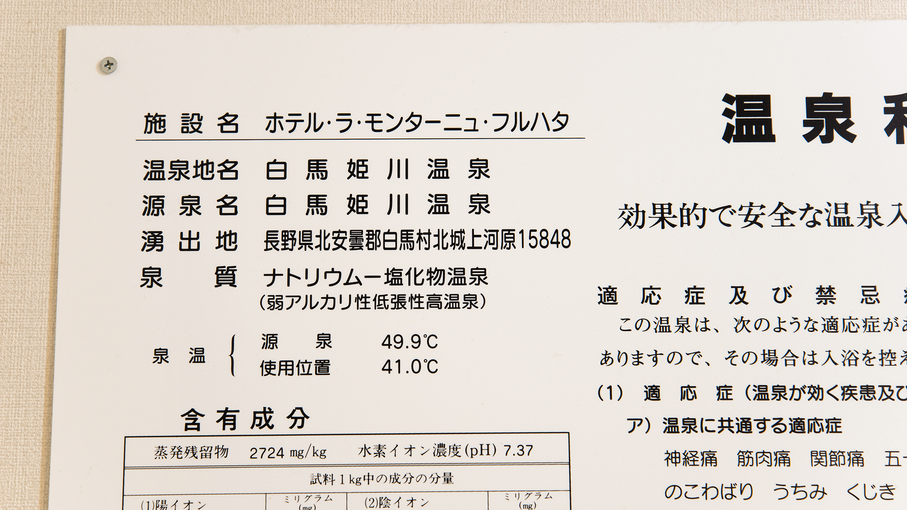 施設名 ホテル・ラ・モンターニュ・フルハタ
温泉地名 白馬姫川温泉
源泉名 白馬姫川温泉
湧出地 長野県北安曇郡白馬村北城上河原15848
泉質 ナトリウムー塩化物温泉
(弱アルカリ性低張性高温泉)
泉温 { 源泉 49.9℃
使用位置 41.0℃
含有成分
蒸発残留物 2724 mg/kg 水素イオン濃度(pH) 7.37
試料1kg中の成分の分量
(1)陽イオン ミリグラム(mg) (2)陰イオン ミリグラム(mg)
温泉
効果的で安全な温泉入
適応症及び禁忌
この温泉は、次のような適応症があ
ありますので、その場合は入浴を控え
(1) 適応症(温泉が効く疾患及び
ア)温泉に共通する適応症
神経痛 筋肉痛 関節痛 五十
のこわばり うちみ くじき